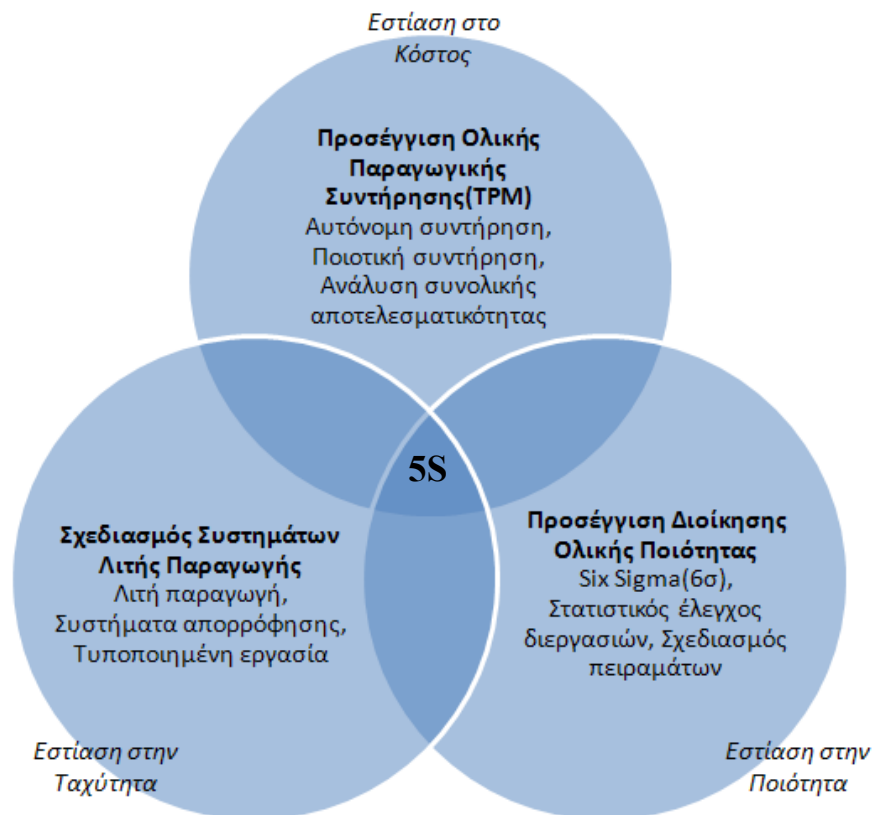 Εστίαση στο
Κόστος
Προσέγγιση Ολικής
Παραγωγικής
Συντήρησης(TPM)
Αυτόνομη συντήρηση,
Ποιοτική συντήρηση,
Ανάλυση συνολικής
αποτελεσματικότητας
5S
Σχεδιασμός Συστημάτων
Λιτής Παραγωγής
Λιτή παραγωγή,
Συστήματα απορρόφησης,
Τυποποιημένη εργασία
Προσέγγιση Διοίκησης
Ολικής Ποιότητας
Six Sigma(6σ),
Στατιστικός έλεγχος
διεργασιών, Σχεδιασμός
πειραμάτων
Εστίαση στην
Ταχύτητα
Εστίαση στην
Ποιότητα